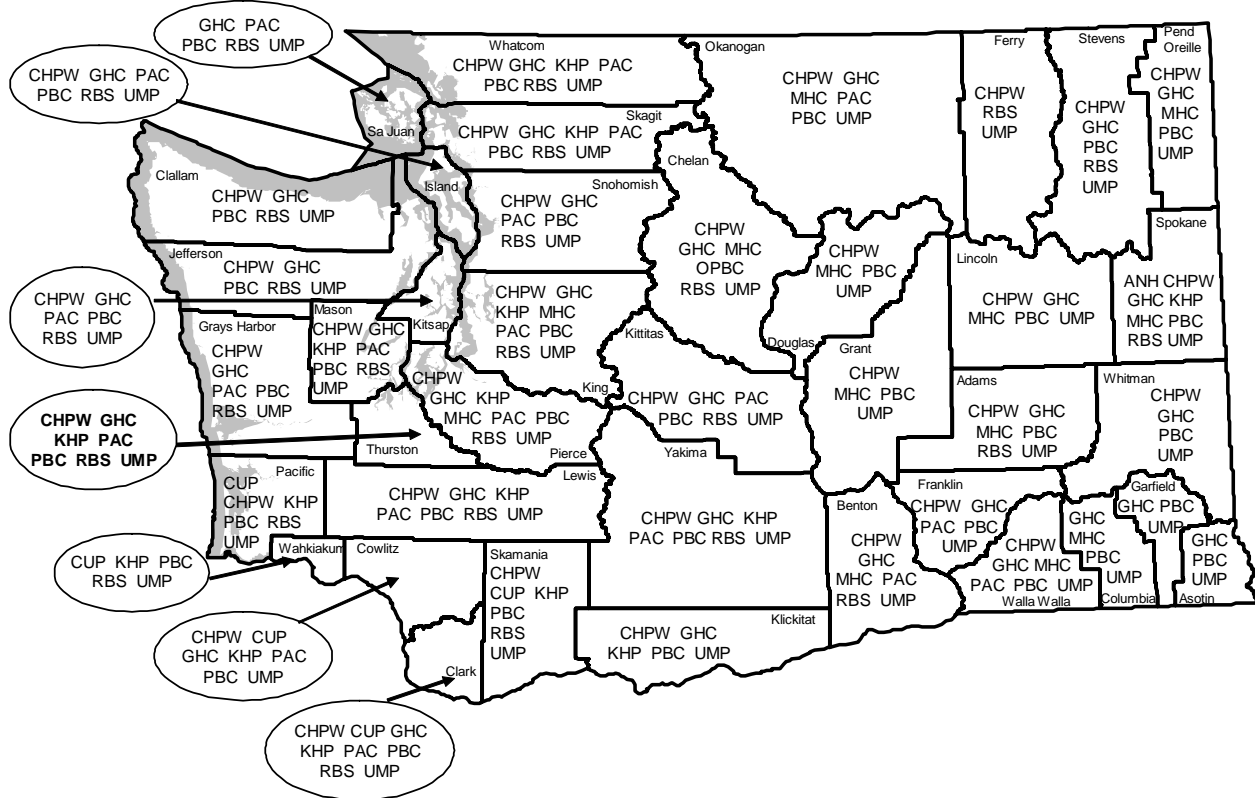 GHC PAC
PBC RBS UMP
CHPW GHC PAC
PBC RBS UMP
Sa Juan
Island
Whatcom
CHPW GHC KHP PAC
PBC RBS UMP
Skagit
CHPW GHC KHP PAC
PBC RBS UMP
Snohomish
CHPW GHC
PAC PBC
RBS UMP
Okanogan
CHPW GHC
MHC PAC
PBC UMP
Chelan
CHPW
GHC MHC
OPBC
RBS UMP
Ferry
CHPW
RBS
UMP
Stevens
CHPW
GHC
PBC
RBS
UMP
Pend
Oreille
CHPW
GHC
MHC
PBC
UMP
Clallam
CHPW GHC
PBC RBS UMP
Jefferson
CHPW GHC
PBC RBS UMP
CHPW GHC
PAC PBC
RBS UMP
Kitsap
Mason
CHPW GHC
KHP PAC
PBC RBS
UMP
Grays Harbor
CHPW
GHC
PAC PBC
RBS UMP
CHPW GHC
KHP MHC
PAC PBC
RBS UMP
King
Kittitas
CHPW GHC PAC
PBC RBS UMP
Douglas
CHPW
MHC PBC
UMP
Grant
CHPW
MHC PBC
UMP
Lincoln
CHPW GHC
MHC PBC UMP
Spokane
ANH CHPW
GHC KHP
MHC PBC
RBS UMP
Adams
CHPW GHC
MHC PBC
RBS UMP
Whitman
CHPW
GHC
PBC
UMP
CHPW GHC
KHP PAC
PBC RBS UMP
Thurston
CHPW
GHC KHP
MHC PAC PBC
RBS UMP
Pierce
Pacific
CUP
CHPW KHP
PBC RBS
UMP
Lewis
CHPW GHC KHP
PAC PBC RBS UMP
Yakima
CHPW GHC KHP
PAC PBC RBS UMP
Benton
CHPW
GHC
MHC PAC
RBS UMP
Franklin
CHPW GHC
PAC PBC
UMP
CHPW
GHC MHC
PAC PBC UMP
Walla Walla
GHC
MHC
PBC
UMP
Columbia
Garfield
GHC PBC
UMP
GHC
PBC
UMP
Asotin
CUP KHP PBC
RBS UMP
Wahkiakum
Cowlitz
CHPW CUP
GHC KHP PAC
PBC UMP
Skamania
CHPW
CUP KHP
PBC
RBS
UMP
Klickitat
CHPW GHC
KHP PBC UMP
Clark
CHPW CUP GHC
KHP PAC PBC
RBS UMP